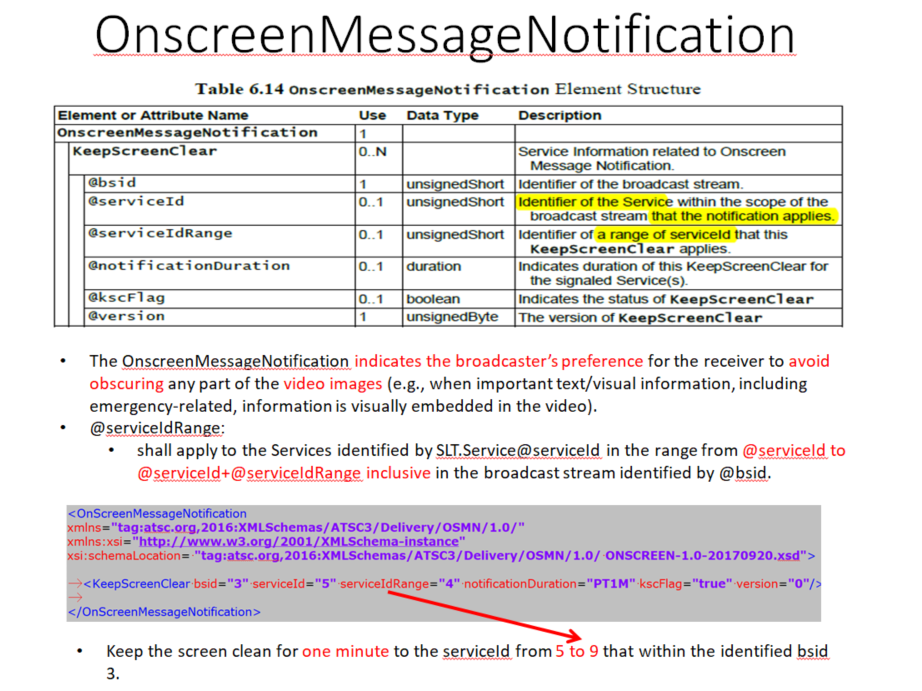 OnscreenMessageNotification
Table 6.14 OnscreenMessageNotification Element Structure
Element or Attribute Name Use Data Type Description
OnscreenMessageNotification 1
KeepScreenClear 0..N Service Information related to Onscreen
Message Notification.
@bsid 1 unsignedShort Identifier of the broadcast stream.
@serviceId 0..1 unsignedShort Identifier of the Service within the scope of the
broadcast stream that the notification applies.
@serviceIdRange 0..1 unsignedShort Identifier of a range of serviceId that this
KeepScreenClear applies.
@notificationDuration 0..1 duration Indicates duration of this KeepScreenClear for
the signaled Service(s).
@kscFlag 0..1 boolean Indicates the status of KeepScreenClear
@version 1 unsignedByte The version of KeepScreenClear
• The OnscreenMessageNotification indicates the broadcaster's preference for the receiver to avoid
obscuring any part of the video images (e.g., when important text/visual information, including
emergency-related, information is visually embedded in the video).
• @serviceIdRange:
• shall apply to the Services identified by SLT.Service@serviceId in the range from @serviceId to
@serviceId+@serviceIdRange inclusive in the broadcast stream identified by @bsid.
<OnScreenMessageNotification
xmlns="tag:atsc.org,2016:XMLSchemas/ATSC3/Delivery/OSMN/1.0/"
xmlns:xsi="http://www.w3.org/2001/XMLSchema-instance"
xsi:schemaLocation= "tag:atsc.org,2016:XMLSchemas/ATSC3/Delivery/OSMN/1.0/ ONSCREEN-1.0-20170920.xsd">
<KeepScreenClear bsid="3" serviceId="5" serviceIdRange="4" notificationDuration="PT1M" kscFlag="true" version="0"/>
</OnScreenMessageNotification>
• Keep the screen clean for one minute to the serviceId from 5 to 9 that within the identified bsid
3.